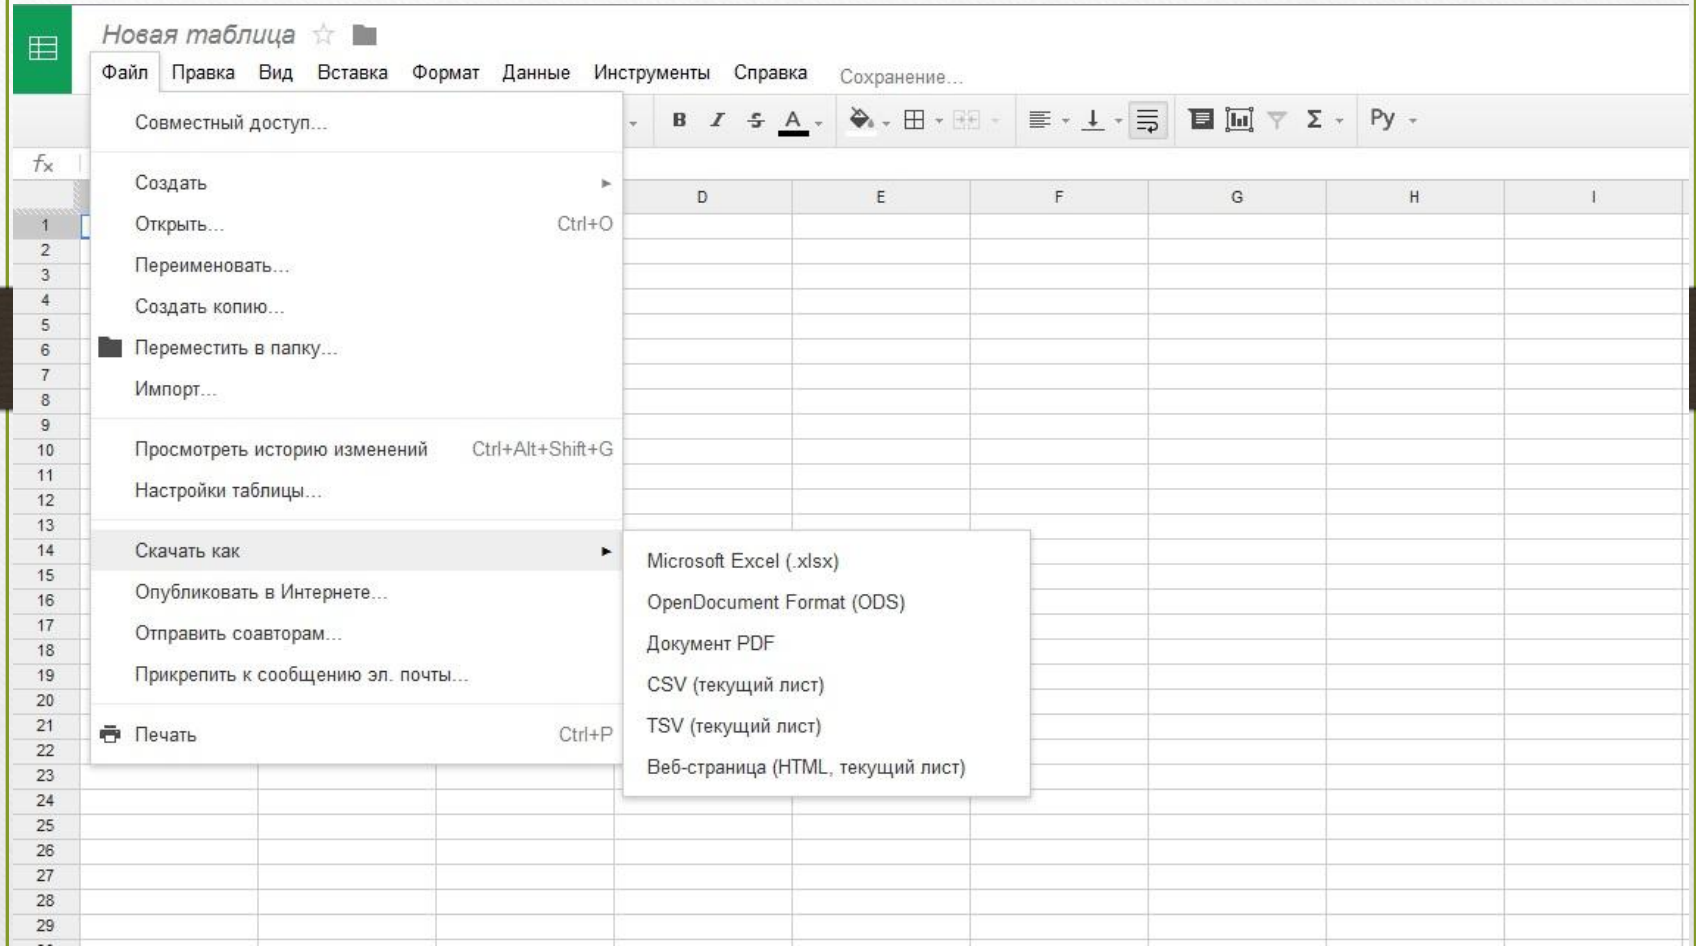 Новая таблица
Файл Правка Вид Вставка Формат Данные Инструменты Справка Сохранение...
B I S A Σ Ру
fx
D E F G H I
Совместный доступ...
Создать
Открыть... Ctrl+O
Переименовать...
Создать копию...
Переместить в папку...
Импорт...
Просмотреть историю изменений Ctrl+Alt+Shift+G
Настройки таблицы...
Скачать как
Опубликовать в Интернете...
Отправить соавторам...
Прикрепить к сообщению эл. почты...
Печать Ctrl+P
Microsoft Excel (.xlsx)
OpenDocument Format (ODS)
Документ PDF
CSV (текущий лист)
TSV (текущий лист)
Веб-страница (HTML, текущий лист)
1
2
3
4
5
6
7
8
9
10
11
12
13
14
15
16
17
18
19
20
21
22
23
24
25
26
27
28
29